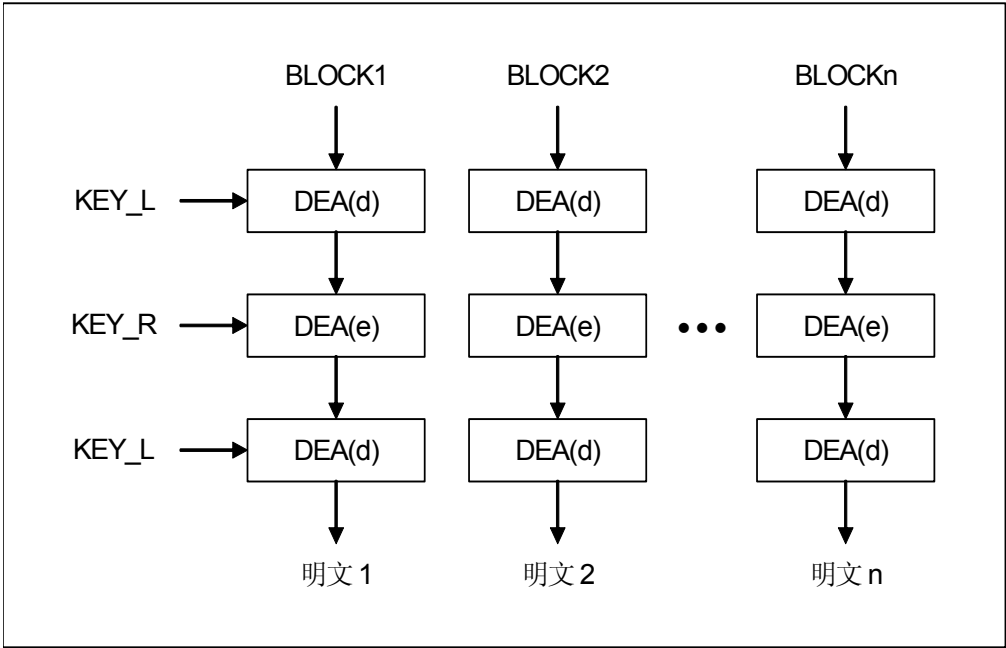 BLOCK1 BLOCK2 BLOCKn
KEY_L DEA(d) DEA(d) DEA(d)
KEY_R DEA(e) DEA(e) ••• DEA(e)
KEY_L DEA(d) DEA(d) DEA(d)
明文 1 明文 2 明文 n